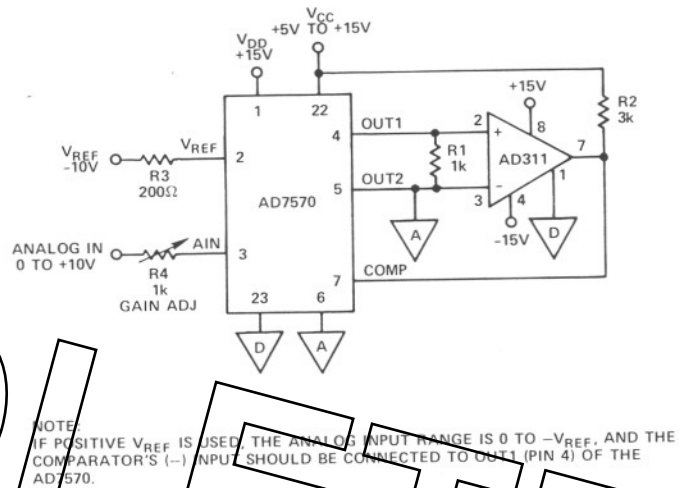 VCC
+5V TO +15V
VDD
+15V
+15V
R2
3k
1
22
4
OUT1
2
+
8
7
VREF
-10V
VREF
2
R3
200Ω
R1
1k
AD311
1
5
OUT2
-
3
4
AD7570
A
-15V
D
ANALOG IN
0 TO +10V
AIN
3
R4
1k
GAIN ADJ
7
COMP
23
6
D
A
NOTE:
IF POSITIVE VREF IS USED, THE ANALOG INPUT RANGE IS 0 TO –VREF, AND THE
COMPARATOR'S (–) INPUT SHOULD BE CONNECTED TO OUT1 (PIN 4) OF THE
AD7570.